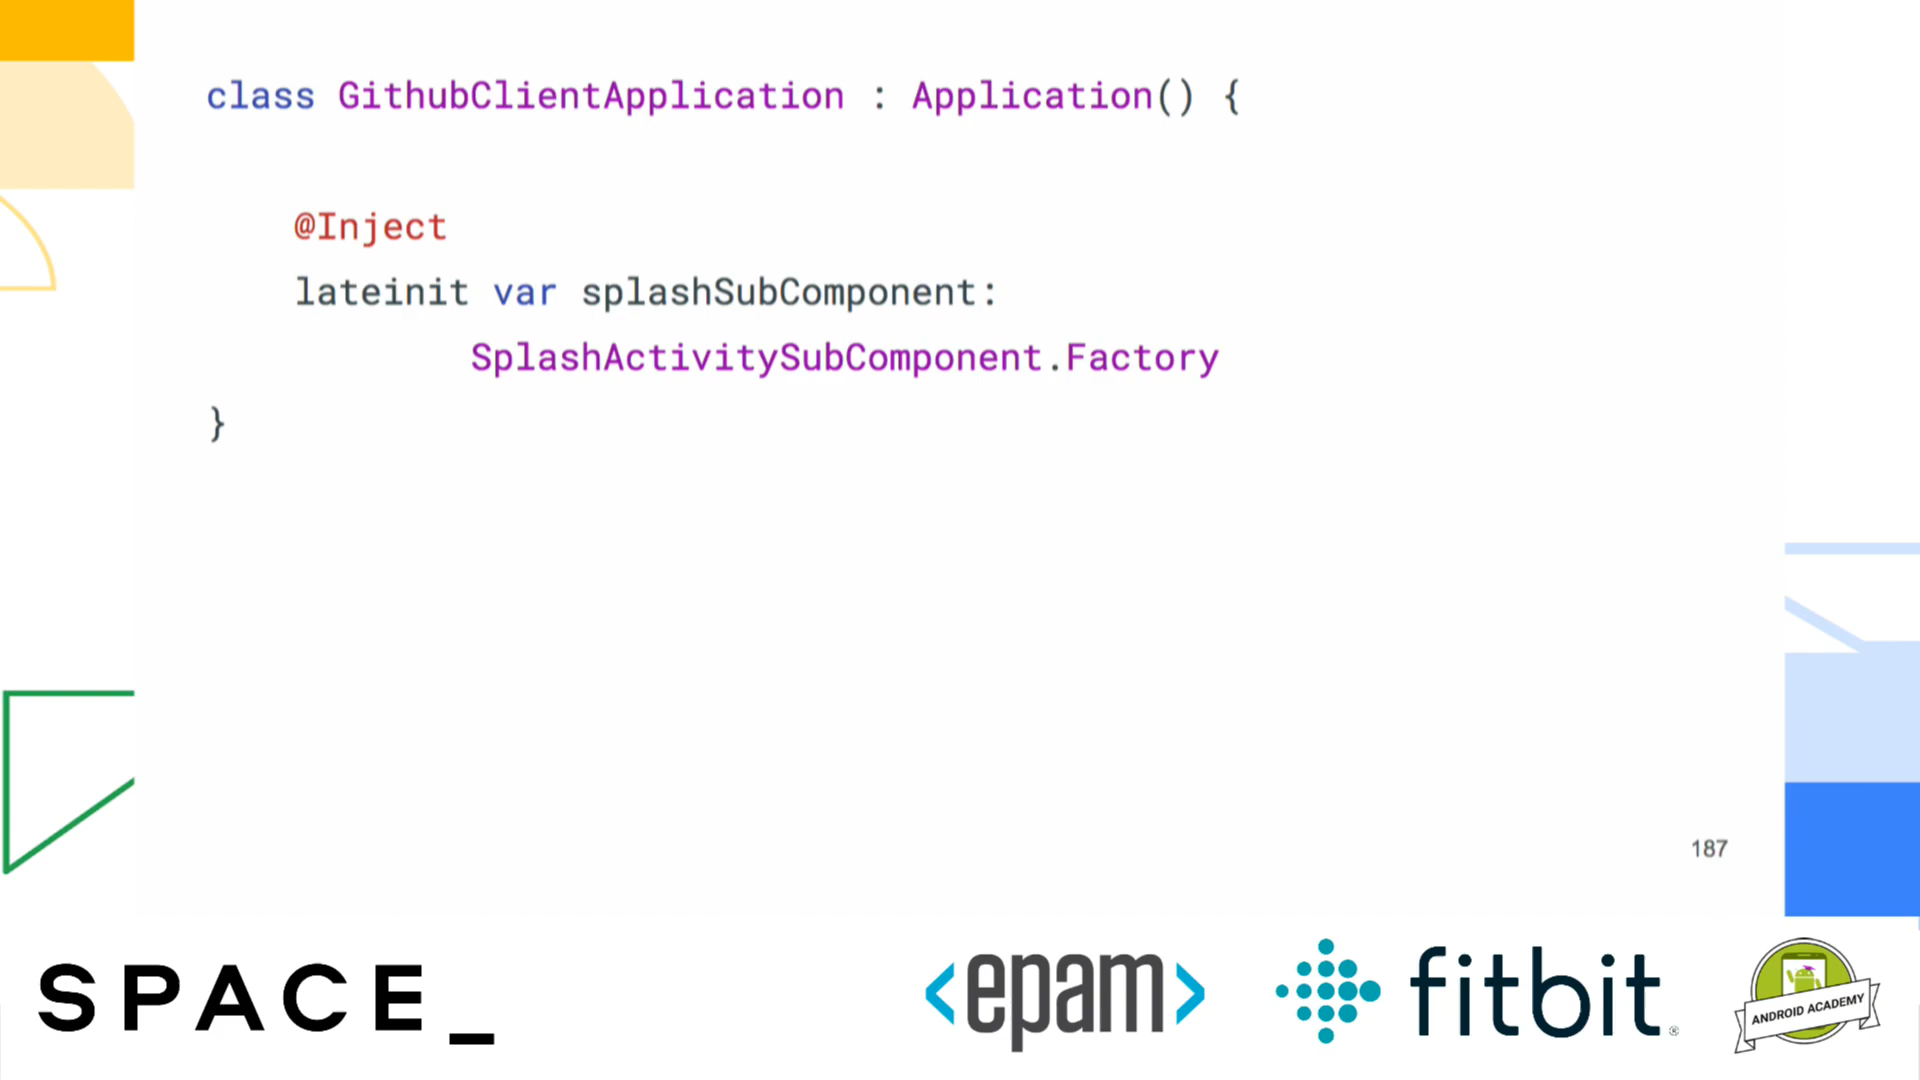 class GithubClientApplication : Application() {
@Inject
lateinit var splashSubComponent:
SplashActivitySubComponent.Factory
}
187
SPACE_
<epam>
fitbit®
ANDROID ACADEMY